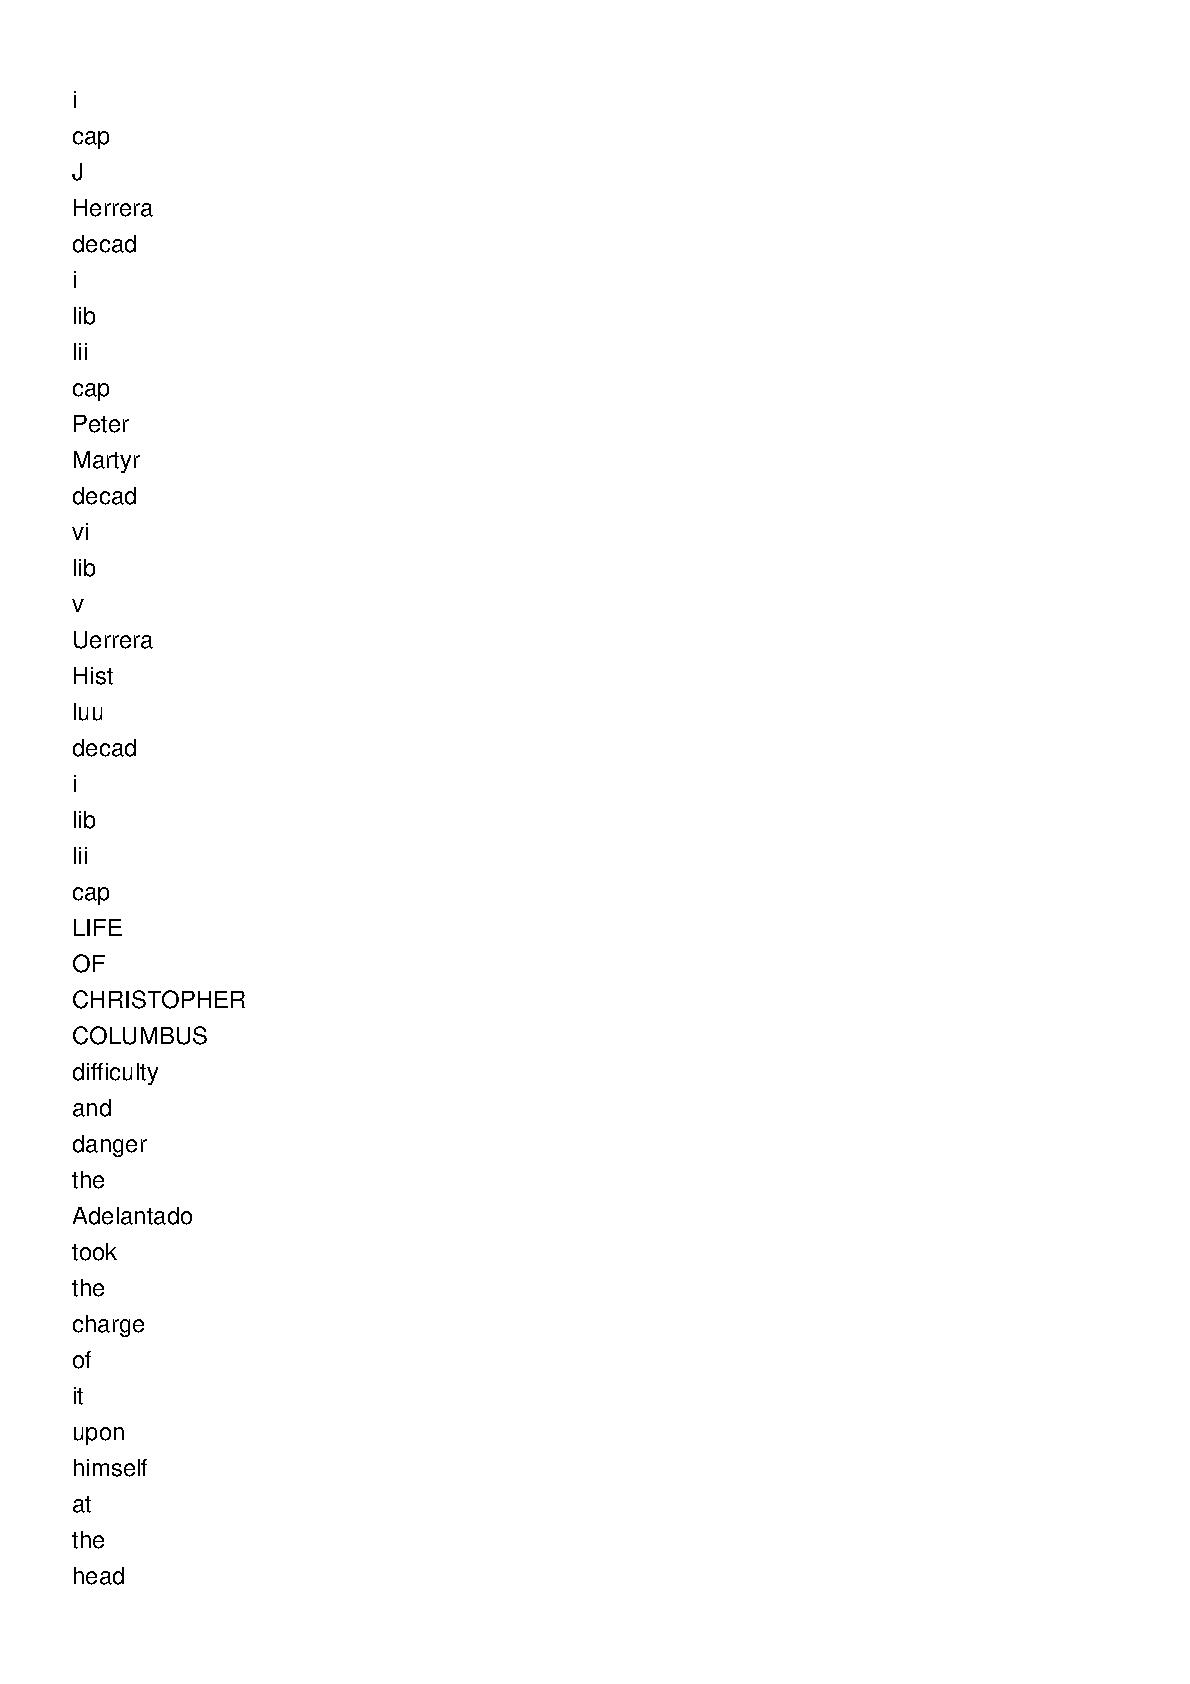 i
cap
J
Herrera
decad
i
lib
lii
cap
Peter
Martyr
decad
vi
lib
v
Uerrera
Hist
luu
decad
i
lib
lii
cap
LIFE
OF
CHRISTOPHER
COLUMBUS
difficulty
and
danger
the
Adelantado
took
the
charge
of
it
upon
himself
at
the
head